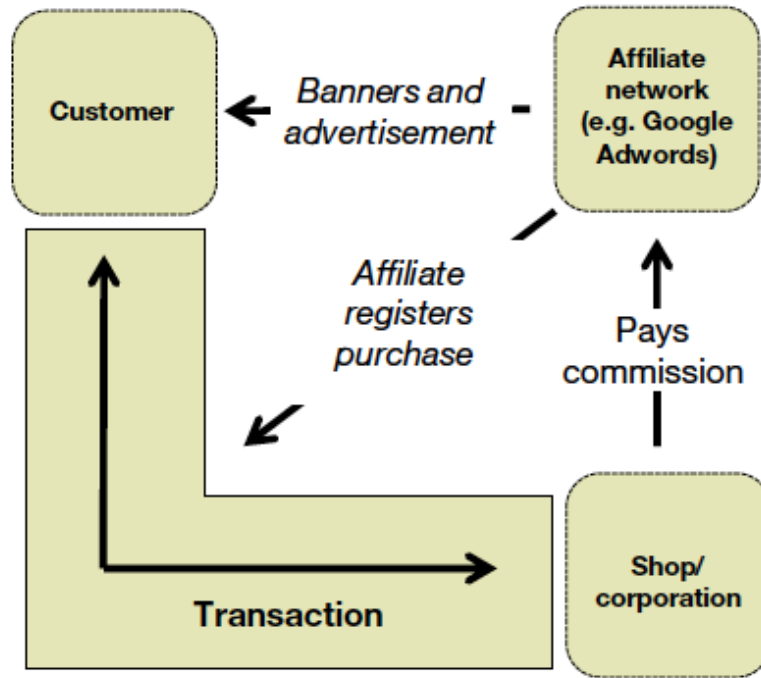 Customer
Banners and
advertisement
Affiliate
network
(e.g. Google
Adwords)
Affiliate
registers
purchase
Pays
commission
Transaction
Shop/
corporation